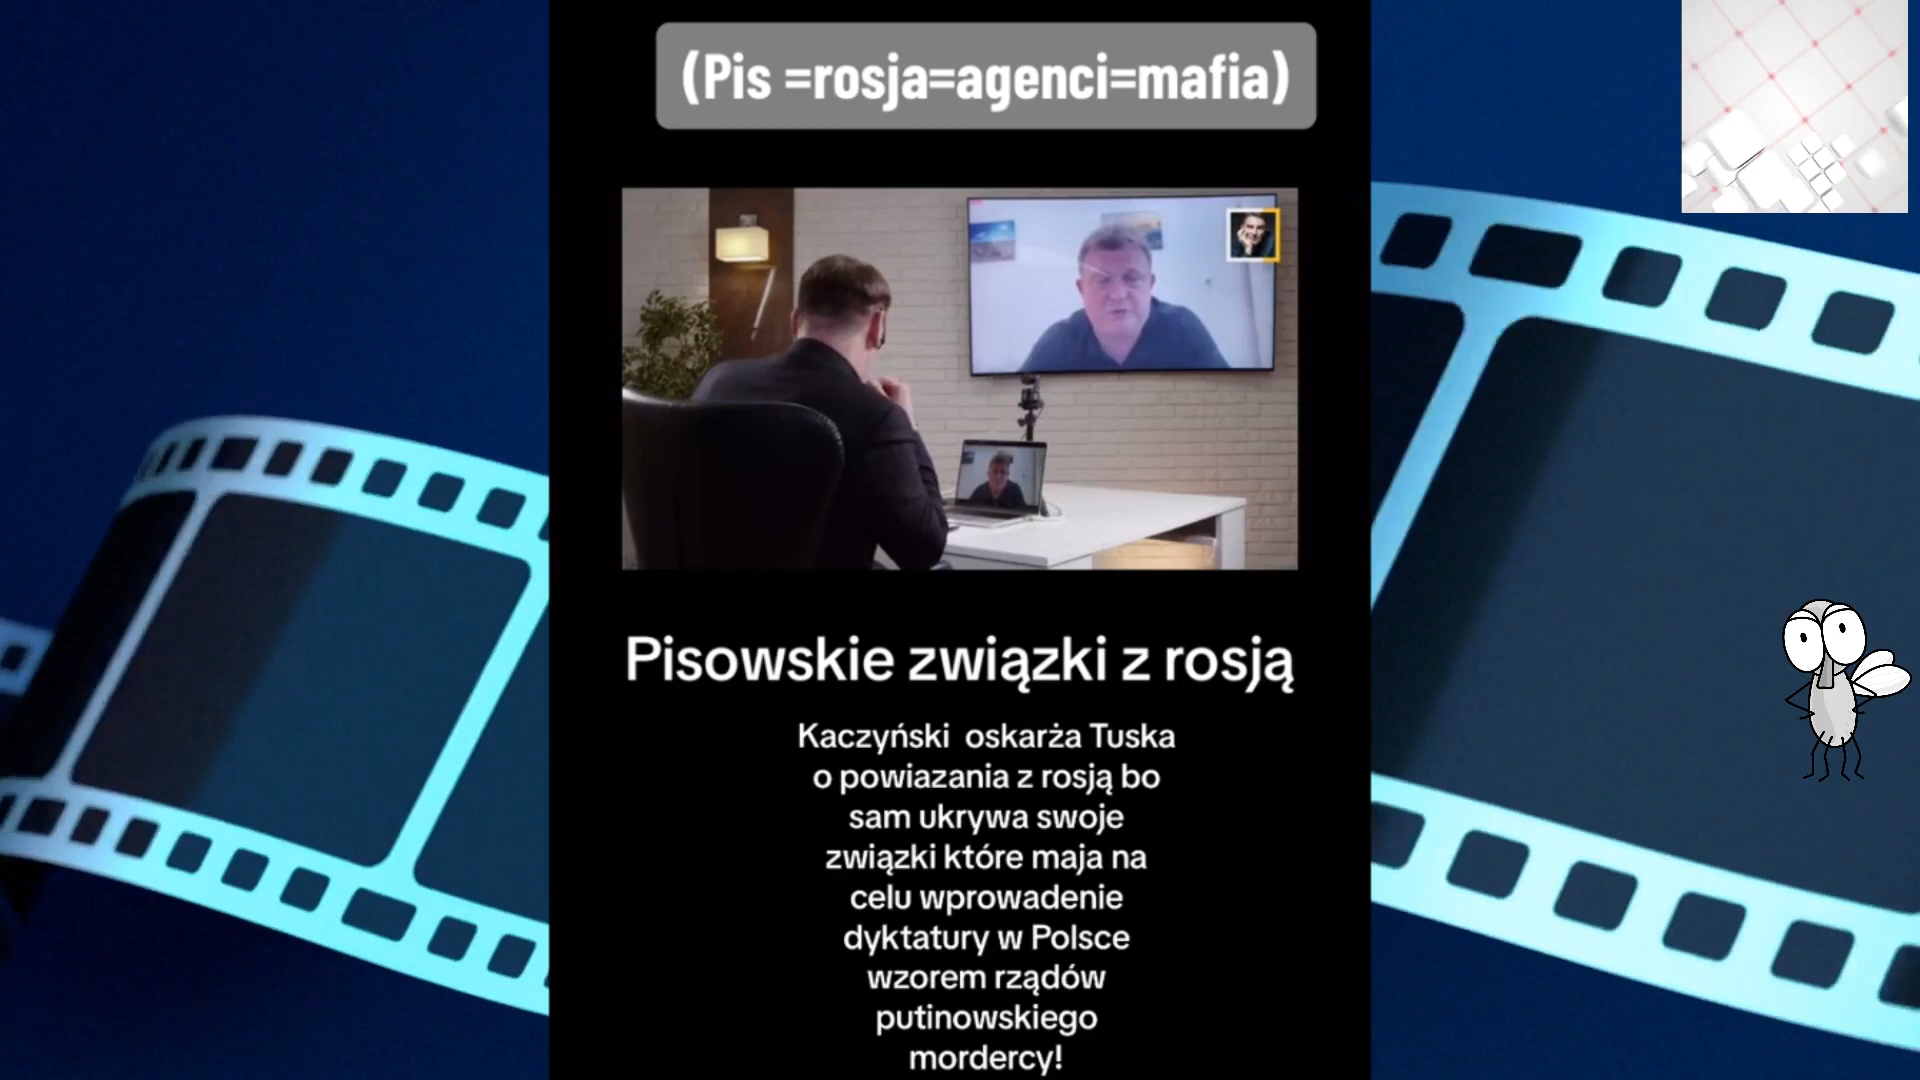 (Pis =rosja=agenci=mafia)
Pisowskie związki z rosją
Kaczyński oskarża Tuska
o powiazania z rosją bo
sam ukrywa swoje
związki które maja na
celu wprowadenie
dyktatury w Polsce
wzorem rządów
putinowskiego
mordercy!